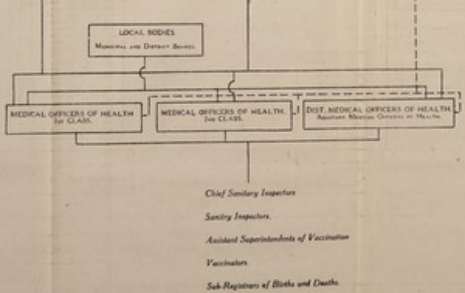 LOCAL BODIES
MUNICIPAL AND DISTRICT BOARDS.
MEDICAL OFFICERS OF HEALTH
1ST CLASS.
MEDICAL OFFICERS OF HEALTH.
2ND CLASS.
DIST. MEDICAL OFFICERS OF HEALTH.
ASSISTANT MEDICAL OFFICERS OF HEALTH.
Chief Sanitary Inspectors
Sanitry Inspectors.
Assistant Superintendents of Vaccination
Vaccinators.
Sub-Registrars of Births and Deaths.